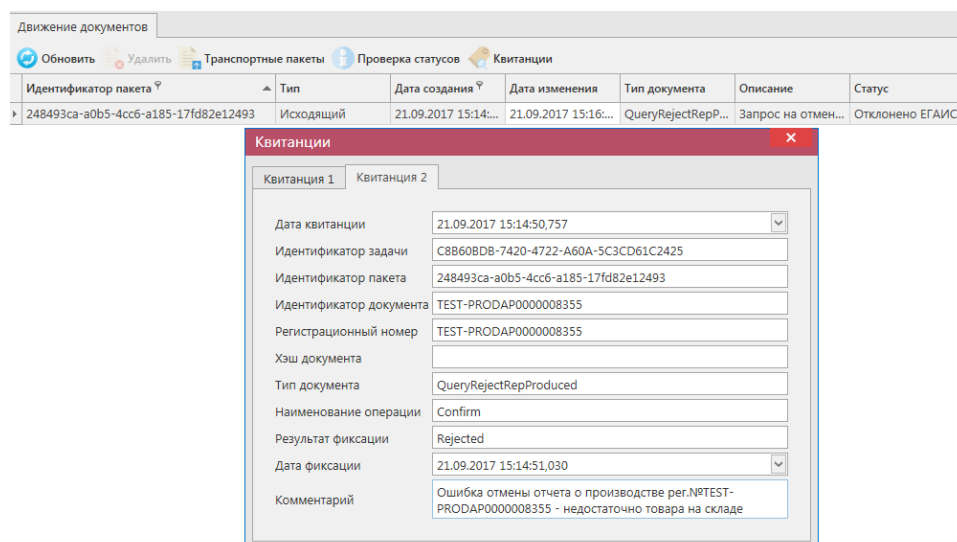 Движение документов
Обновить Удалить Транспортные пакеты Проверка статусов Квитанции
Идентификатор пакета Тип Дата создания Дата изменения Тип документа Описание Статус
248493ca-a0b5-4cc6-a185-17fd82e12493 Исходящий 21.09.2017 15:14:... 21.09.2017 15:16:... QueryRejectRepP... Запрос на отмен... Отклонено ЕГАИС
Квитанции
Квитанция 1 Квитанция 2
Дата квитанции 21.09.2017 15:14:50,757
Идентификатор задачи C8B60BDB-7420-4722-A60A-5C3CD61C2425
Идентификатор пакета 248493ca-a0b5-4cc6-a185-17fd82e12493
Идентификатор документа TEST-PRODAP0000008355
Регистрационный номер TEST-PRODAP0000008355
Хэш документа
Тип документа QueryRejectRepProduced
Наименование операции Confirm
Результат фиксации Rejected
Дата фиксации 21.09.2017 15:14:51,030
Комментарий Ошибка отмены отчета о производстве рег.№TEST-
PRODAP0000008355 - недостаточно товара на складе